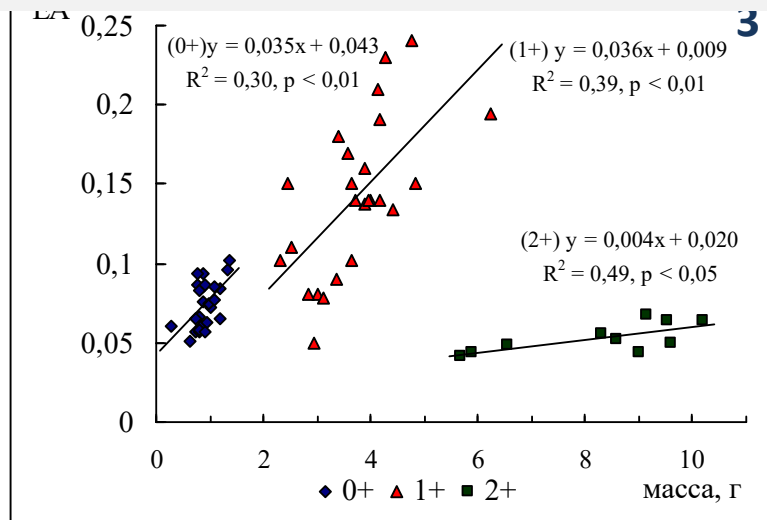 0,25
3
(0+)y = 0,035x + 0,043
R² = 0,30, p < 0,01
(1+) y = 0,036x + 0,009
R² = 0,39, p < 0,01
0,2
0,15
(2+) y = 0,004x + 0,020
R² = 0,49, p < 0,05
0,1
0,05
0
0 2 4 6 8 10
0+ 1+ 2+ масса, г